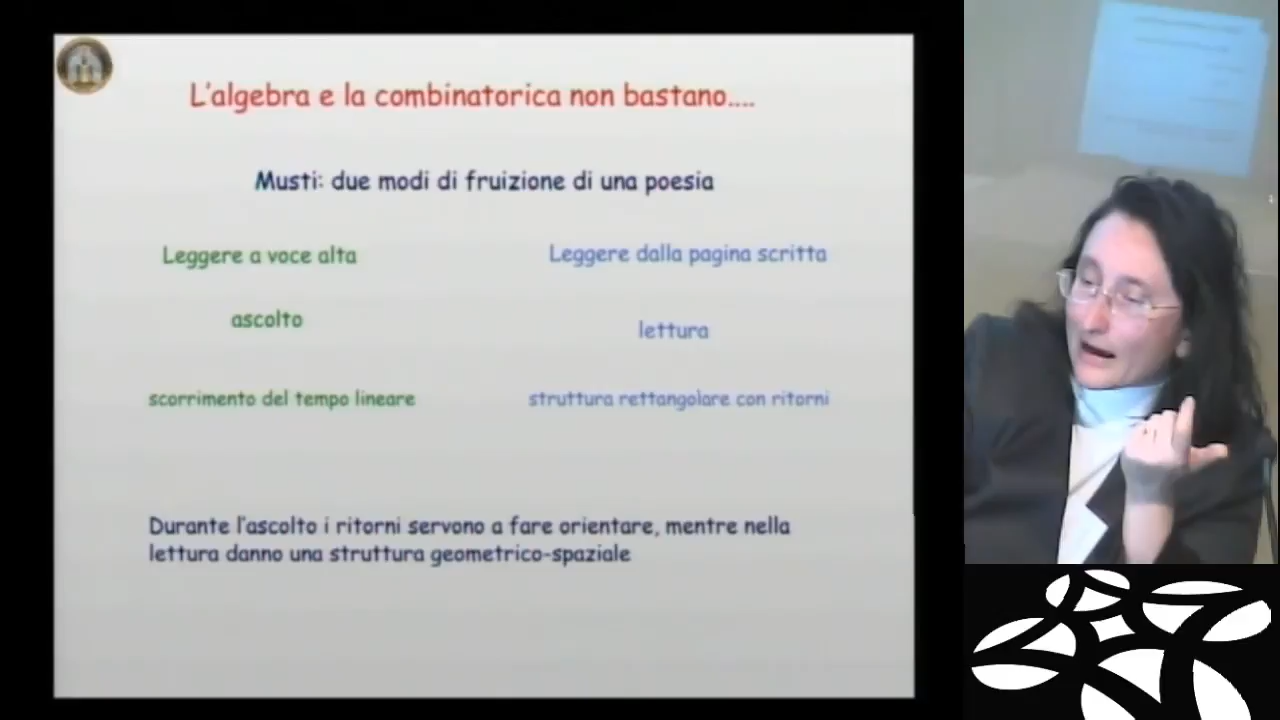 L'algebra e la combinatorica non bastano....
Musti: due modi di fruizione di una poesia
Leggere a voce alta
Leggere dalla pagina scritta
ascolto
lettura
scorrimento del tempo lineare
struttura rettangolare con ritorni
Durante l'ascolto i ritorni servono a fare orientare, mentre nella
lettura danno una struttura geometrico-spaziale